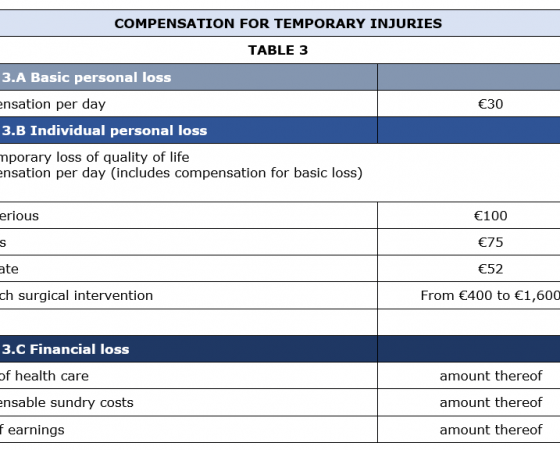 COMPENSATION FOR TEMPORARY INJURIES
TABLE 3
3.A Basic personal loss
ensation per day €30
3.B Individual personal loss
mporary loss of quality of life
ensation per day (includes compensation for basic loss)
erious €100
s €75
ate €52
ch surgical intervention From €400 to €1,600
3.C Financial loss
of health care amount thereof
ensable sundry costs amount thereof
f earnings amount thereof